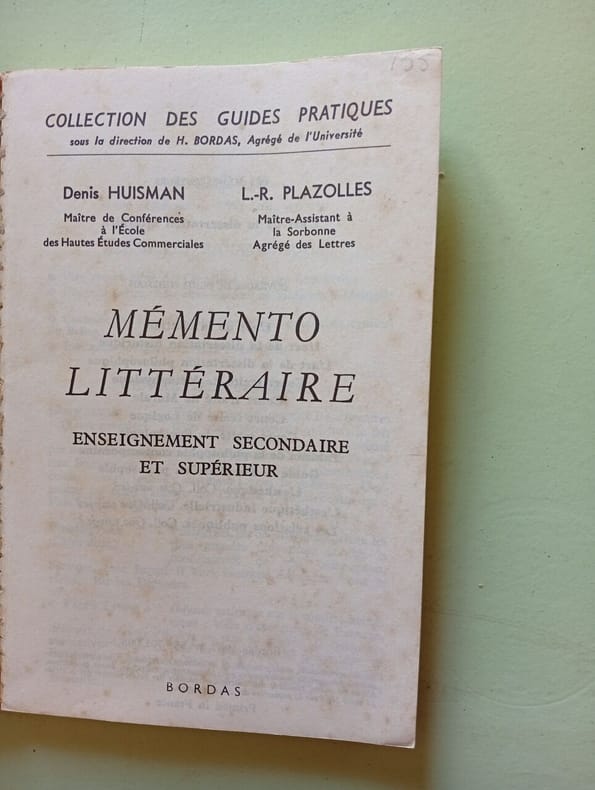 155
COLLECTION DES GUIDES PRATIQUES
sous la direction de H. BORDAS, Agrégé de l'Université
Denis HUISMAN
Maître de Conférences
à l'École
des Hautes Études Commerciales
L.-R. PLAZOLLES
Maître-Assistant à
la Sorbonne
Agrégé des Lettres
MÉMENTO
LITTÉRAIRE
ENSEIGNEMENT SECONDAIRE
ET SUPÉRIEUR
BORDAS